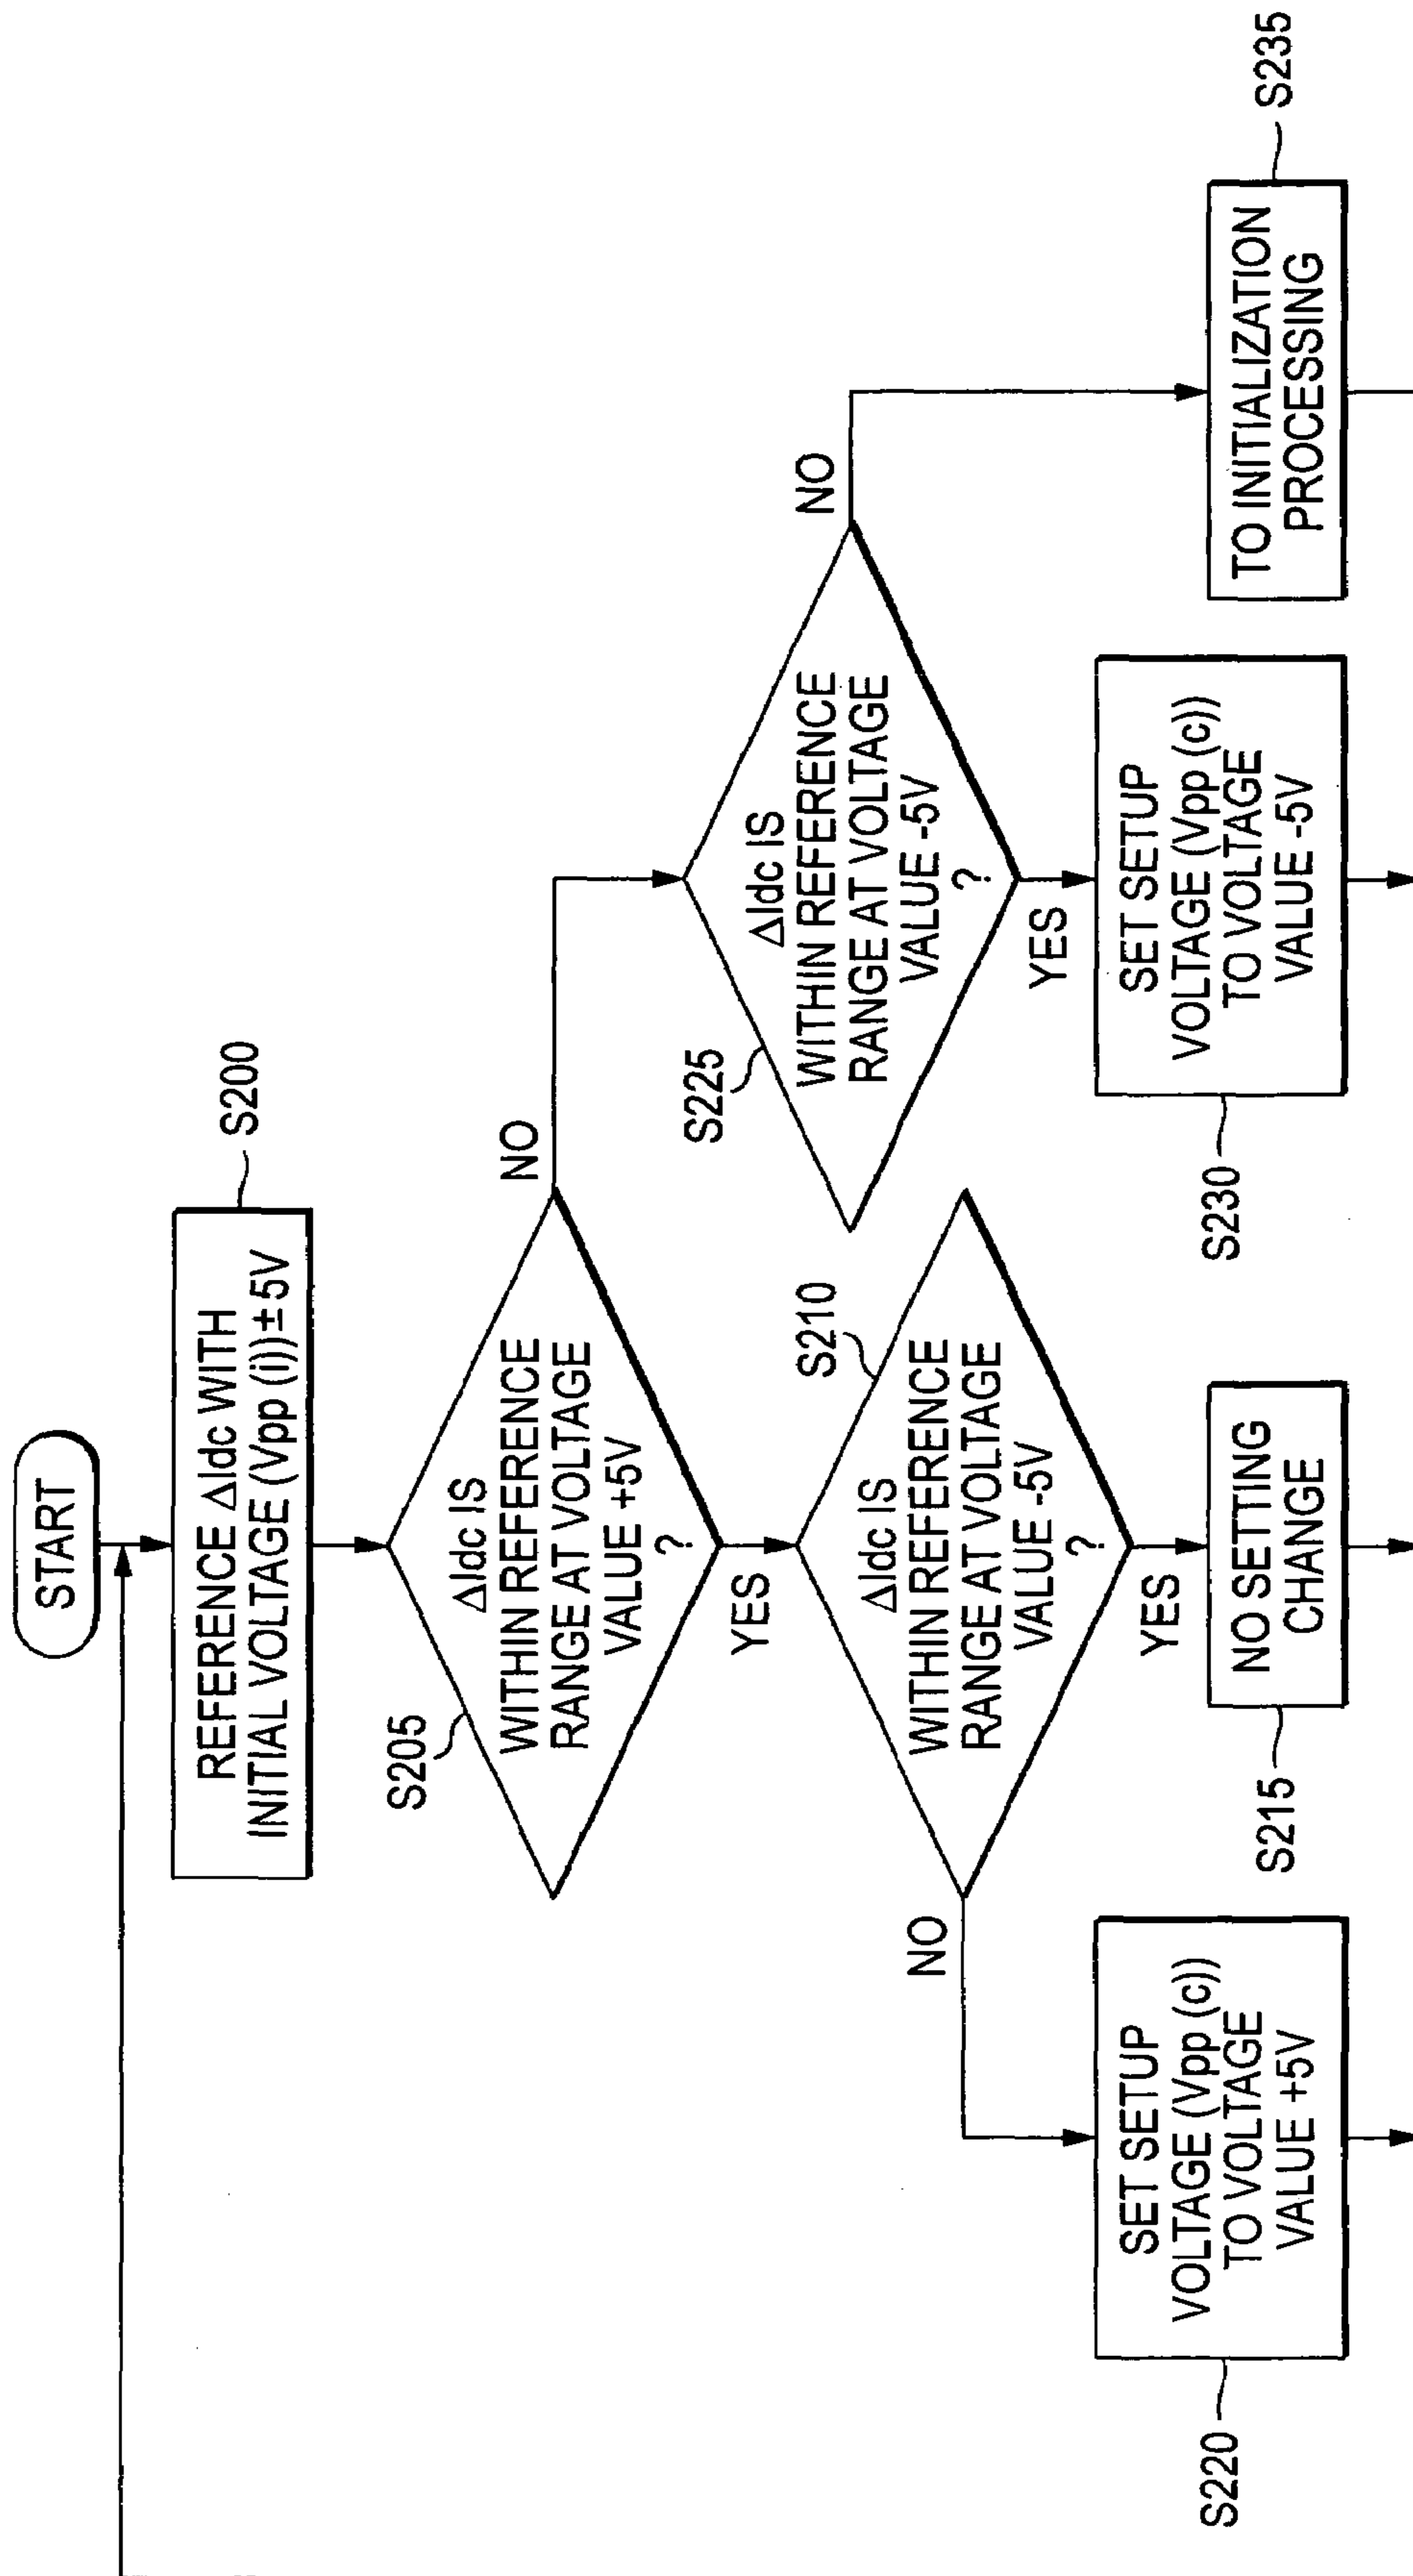 START
REFERENCE ΔIdc WITH
INITIAL VOLTAGE (Vpp (i))±5V
S200
S205
ΔIdc IS
WITHIN REFERENCE
RANGE AT VOLTAGE
VALUE +5V
?
NO
YES
S210
ΔIdc IS
WITHIN REFERENCE
RANGE AT VOLTAGE
VALUE -5V
?
NO
YES
S225
ΔIdc IS
WITHIN REFERENCE
RANGE AT VOLTAGE
VALUE -5V
?
NO
YES
S220
SET SETUP
VOLTAGE (Vpp (c))
TO VOLTAGE
VALUE +5V
S215
NO SETTING
CHANGE
S230
SET SETUP
VOLTAGE (Vpp (c))
TO VOLTAGE
VALUE -5V
TO INITIALIZATION
PROCESSING
S235